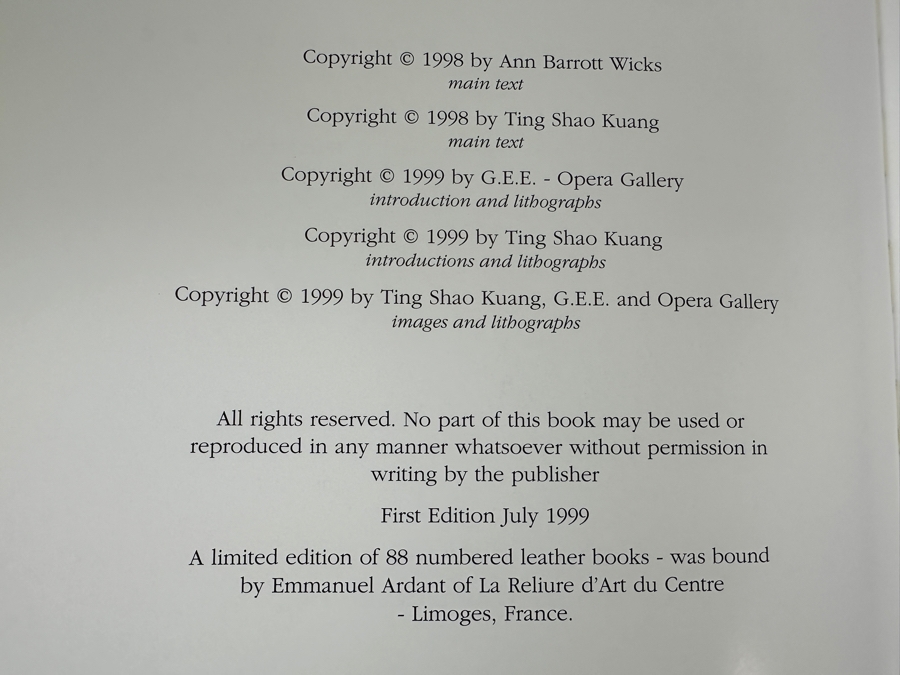 Copyright © 1998 by Ann Barrott Wicks
main text
Copyright © 1998 by Ting Shao Kuang
main text
Copyright © 1999 by G.E.E. - Opera Gallery
introduction and lithographs
Copyright © 1999 by Ting Shao Kuang
introductions and lithographs
Copyright © 1999 by Ting Shao Kuang, G.E.E. and Opera Gallery
images and lithographs
All rights reserved. No part of this book may be used or
reproduced in any manner whatsoever without permission in
writing by the publisher
First Edition July 1999
A limited edition of 88 numbered leather books - was bound
by Emmanuel Ardant of La Reliure d'Art du Centre
- Limoges, France.